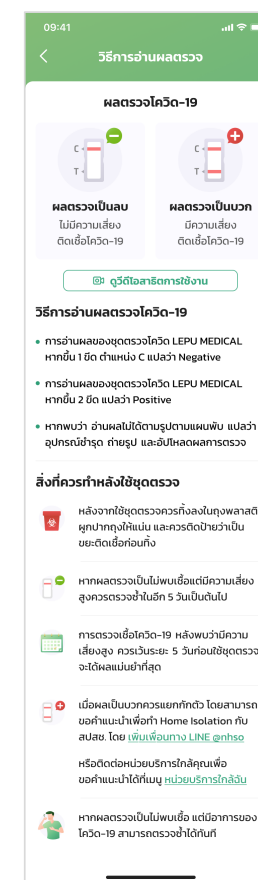 09:41
วิธีการอ่านผลตรวจ
ผลตรวจโควิด-19
C
T
C
T
ผลตรวจเป็นลบ
ไม่มีความเสี่ยง
ติดเชื้อโควิด-19
ผลตรวจเป็นบวก
มีความเสี่ยง
ติดเชื้อโควิด-19
ดูวีดีโอสาธิตการใช้งาน
วิธีการอ่านผลตรวจโควิด-19
• การอ่านผลของชุดตรวจโควิด LEPU MEDICAL
หากขึ้น 1 ขีด ตำแหน่ง C แปลว่า Negative
• การอ่านผลของชุดตรวจโควิด LEPU MEDICAL
หากขึ้น 2 ขีด แปลว่า Positive
• หากพบว่า อ่านผลไม่ได้ตามรูปตามแผนพับ แปลว่า
อุปกรณ์ชำรุด ถ่ายรูป และอัปโหลดผลการตรวจ
สิ่งที่ควรทำหลังใช้ชุดตรวจ
หลังจากใช้ชุดตรวจควรทิ้งลงในถุงพลาสติ
ผูกปากถุงให้แน่น และควรติดป้ายว่าเป็น
ขยะติดเชื้อก่อนทิ้ง
หากผลตรวจเป็นไม่พบเชื้อแต่มีความเสี่ยง
สูงควรตรวจซ้ำในอีก 5 วันเป็นต้นไป
การตรวจเชื้อโควิด-19 หลังพบว่ามีความ
เสี่ยงสูง ควรเว้นระยะ 5 วันก่อนใช้ชุดตรวจ
จะได้ผลแม่นยำที่สุด
เมื่อผลเป็นบวกควรแยกกักตัว โดยสามารถ
ขอคำแนะนำเพื่อทำ Home Isolation กับ
สปสช. โดย เพิ่มเพื่อนทาง LINE @nhso
หรือติดต่อหน่วยบริการใกล้คุณเพื่อ
ขอคำแนะนำได้ที่เมนู หน่วยบริการใกล้ฉัน
หากผลตรวจเป็นไม่พบเชื้อ แต่มีอาการของ
โควิด-19 สามารถตรวจซ้ำได้ทันที